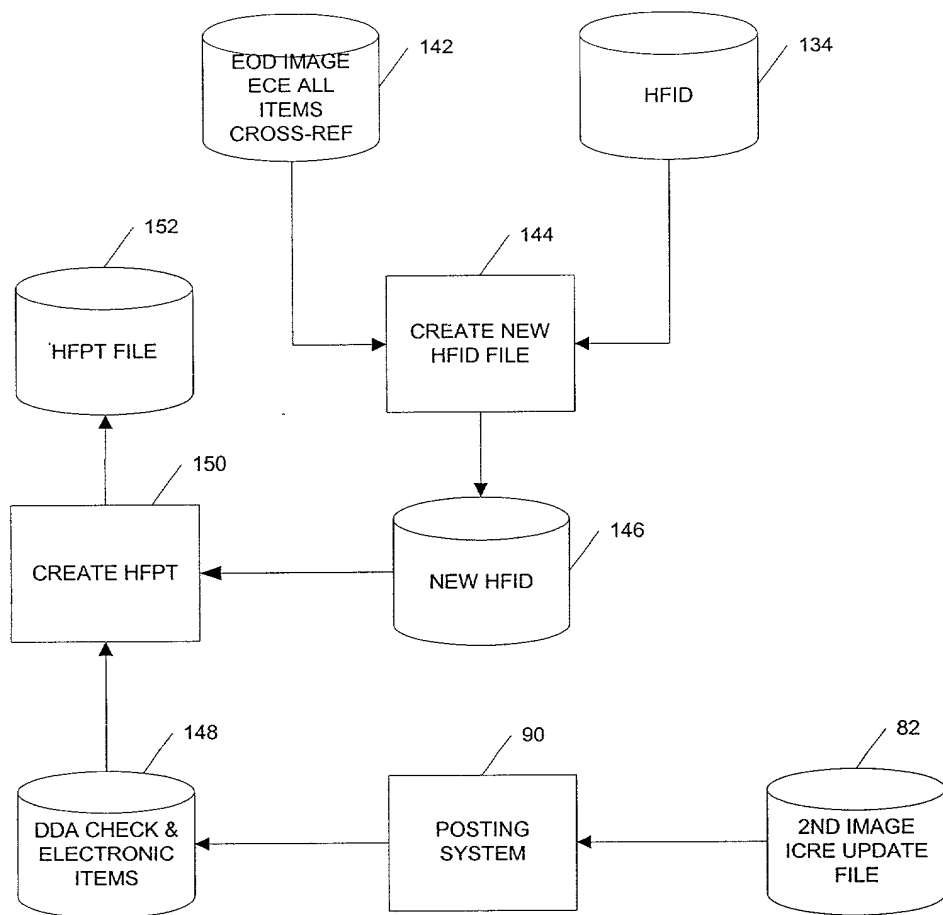 142
EOD IMAGE
ECE ALL
ITEMS
CROSS-REF
134
HFID
152
HFPT FILE
144
CREATE NEW
HFID FILE
150
CREATE HFPT
146
NEW HFID
148
DDA CHECK &
ELECTRONIC
ITEMS
90
POSTING
SYSTEM
82
2ND IMAGE
ICRE UPDATE
FILE